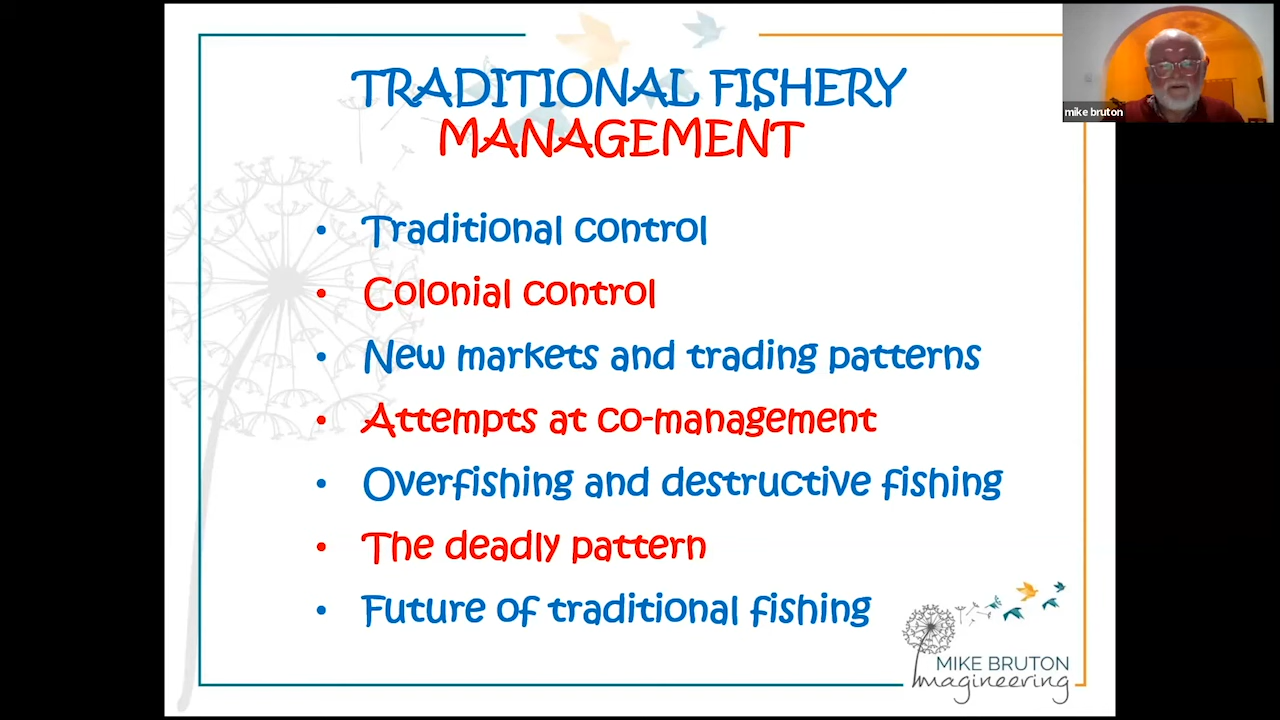 TRADITIONAL FISHERY
MANAGEMENT
mike bruton
• Traditional control
• Colonial control
• New markets and trading patterns
• Attempts at co-management
• Overfishing and destructive fishing
• The deadly pattern
• Future of traditional fishing
MIKE BRUTON
Imagineering